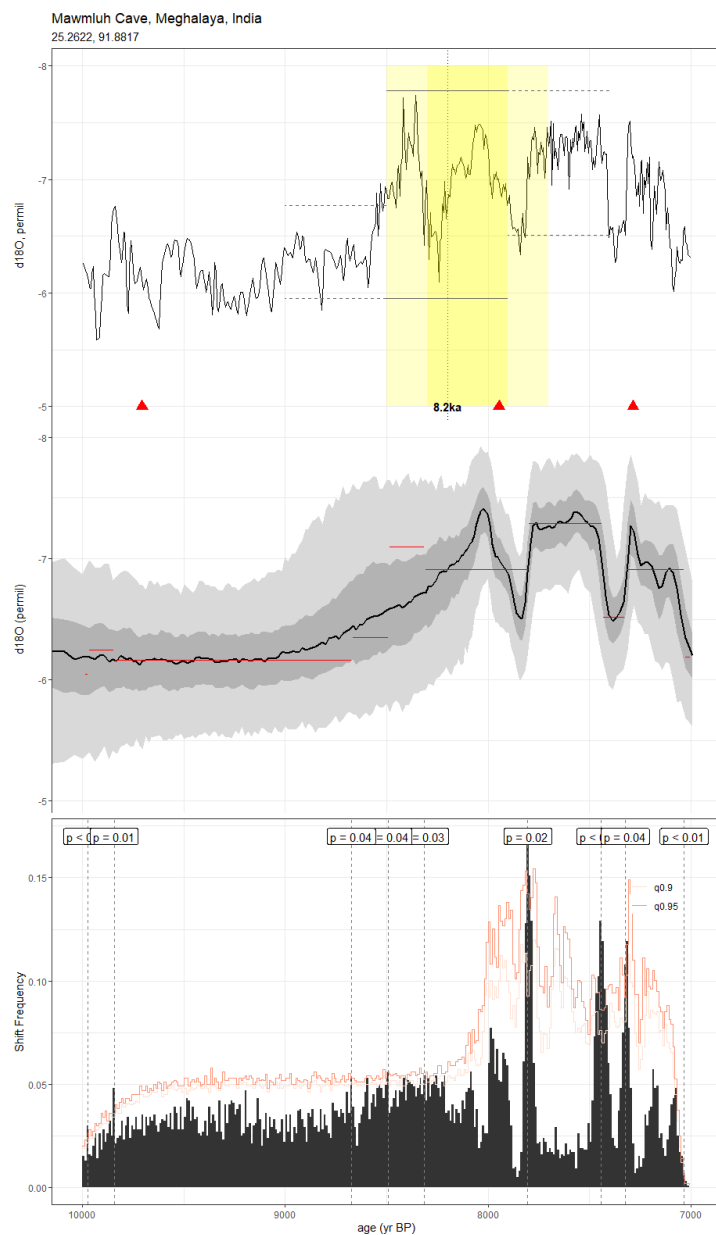 Mawmluh Cave, Meghalaya, India
25.2622, 91.8817
-8
-7
-6
-5
d18O, permil
8.2ka
-8
-7
-6
-5
d18O (permil)
p < p = 0.01 p = 0.04 = 0.04 = 0.03 p = 0.02 p < p = 0.04 p < 0.01
q0.9
q0.95
0.15
0.10
0.05
0.00
Shift Frequency
10000 9000 8000 7000
age (yr BP)